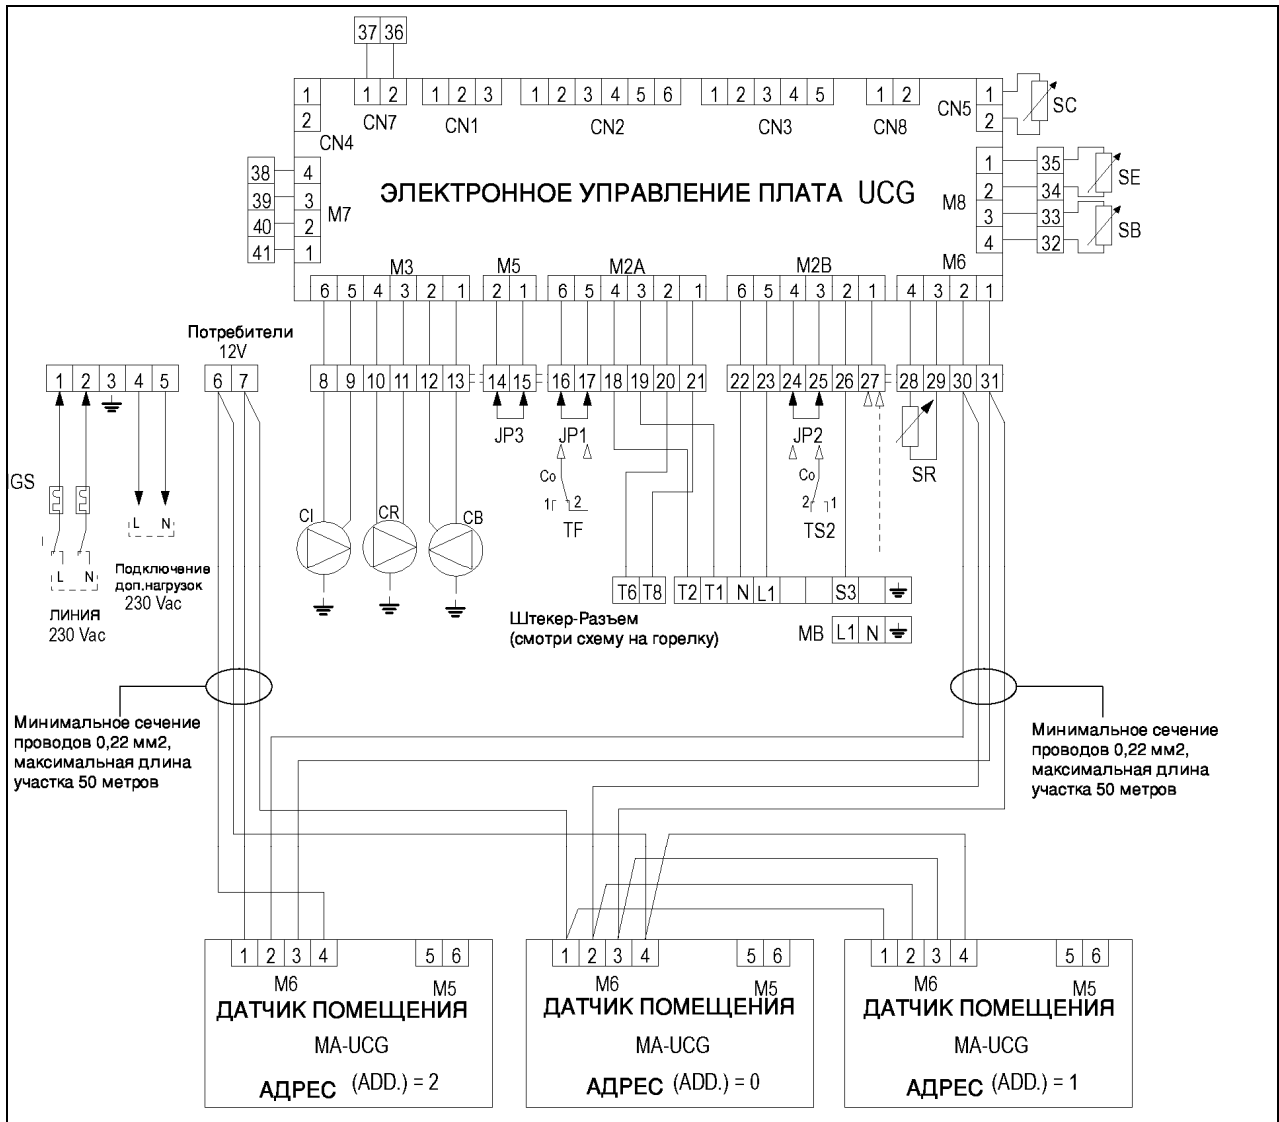 37 36
1 1 2 1 2 3 1 2 3 4 5 6 1 2 3 4 5 1 2 1
2 CN7 CN1 CN2 CN3 CN8 CN5 2 SC
CN4
38 4 1 35
39 3 ЭЛЕКТРОННОЕ УПРАВЛЕНИЕ ПЛАТА UCG 2 34 SE
40 2 M7 M8 3 33
41 1 4 32 SB
M3 M5 M2A M2B M6
6 5 4 3 2 1 2 1 6 5 4 3 2 1 6 5 4 3 2 1 4 3 2 1
Потребители
12V
1 2 3 4 5 6 7 8 9 10 11 12 13 14 15 16 17 18 19 20 21 22 23 24 25 26 27 28 29 30 31
JP3 JP1 JP2 SR
GS Co Co
1 2 2 1
TF TS2
CI CR CB
L N
L N
Подключение
доп.нагрузок
230 Vac
ЛИНИЯ
230 Vac
T6 T8 T2 T1 N L1 S3
Штекер-Разъем
(смотри схему на горелку)
MB L1 N
Минимальное сечение
проводов 0,22 мм2,
максимальная длина
участка 50 метров
Минимальное сечение
проводов 0,22 мм2,
максимальная длина
участка 50 метров
1 2 3 4 5 6
M6 M5
ДАТЧИК ПОМЕЩЕНИЯ
MA-UCG
АДРЕС (ADD.) = 2
1 2 3 4 5 6
M6 M5
ДАТЧИК ПОМЕЩЕНИЯ
MA-UCG
АДРЕС (ADD.) = 0
1 2 3 4 5 6
M6 M5
ДАТЧИК ПОМЕЩЕНИЯ
MA-UCG
АДРЕС (ADD.) = 1